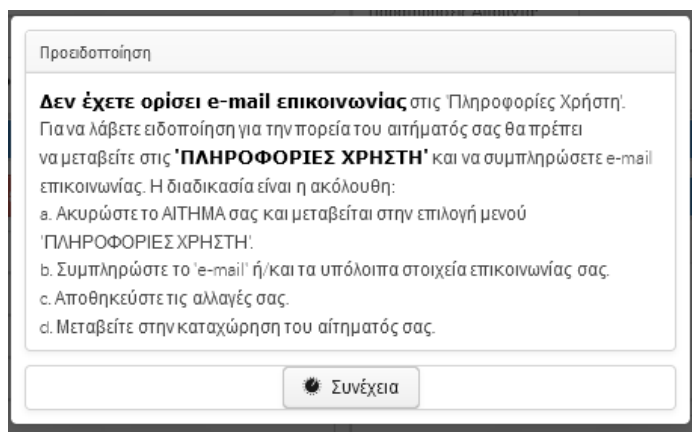 Προειδοποίηση
Δεν έχετε ορίσει e-mail επικοινωνίας στις 'Πληροφορίες Χρήστη'.
Για να λάβετε ειδοποίηση για την πορεία του αιτήματός σας θα πρέπει
να μεταβείτε στις 'ΠΛΗΡΟΦΟΡΙΕΣ ΧΡΗΣΤΗ' και να συμπληρώσετε e-mail
επικοινωνίας. Η διαδικασία είναι η ακόλουθη:
a. Ακυρώστε το ΑΙΤΗΜΑ σας και μεταβείται στην επιλογή μενού
'ΠΛΗΡΟΦΟΡΙΕΣ ΧΡΗΣΤΗ'.
b. Συμπληρώστε το 'e-mail' ή/και τα υπόλοιπα στοιχεία επικοινωνίας σας.
c. Αποθηκεύστε τις αλλαγές σας.
d. Μεταβείτε στην καταχώρηση του αίτηματός σας.
Συνέχεια